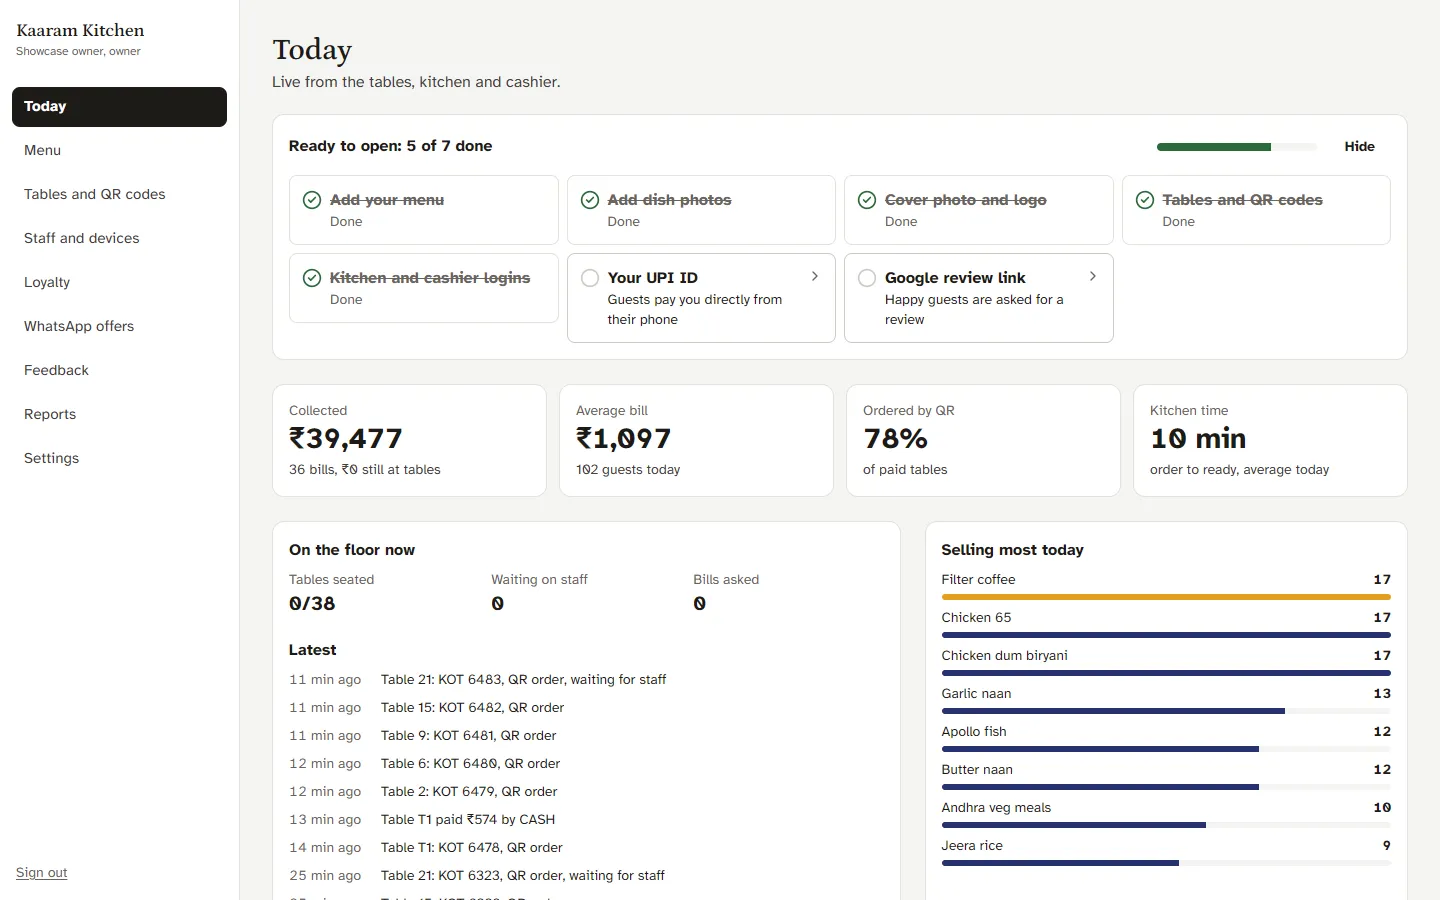 Kaaram Kitchen
Showcase owner, owner
Today
Menu
Tables and QR codes
Staff and devices
Loyalty
WhatsApp offers
Feedback
Reports
Settings
Sign out
Today
Live from the tables, kitchen and cashier.
Ready to open: 5 of 7 done
Hide
Add your menu
Done
Add dish photos
Done
Cover photo and logo
Done
Tables and QR codes
Done
Kitchen and cashier logins
Done
Your UPI ID
Guests pay you directly from
their phone
Google review link
Happy guests are asked for a
review
Collected
₹39,477
36 bills, ₹0 still at tables
Average bill
₹1,097
102 guests today
Ordered by QR
78%
of paid tables
Kitchen time
10 min
order to ready, average today
On the floor now
Tables seated
0/38
Waiting on staff
0
Bills asked
0
Latest
11 min ago Table 21: KOT 6483, QR order, waiting for staff
11 min ago Table 15: KOT 6482, QR order
11 min ago Table 9: KOT 6481, QR order
12 min ago Table 6: KOT 6480, QR order
12 min ago Table 2: KOT 6479, QR order
13 min ago Table T1 paid ₹574 by CASH
14 min ago Table T1: KOT 6478, QR order
25 min ago Table 21: KOT 6323, QR order, waiting for staff
Selling most today
Filter coffee 17
Chicken 65 17
Chicken dum biryani 17
Garlic naan 13
Apollo fish 12
Butter naan 12
Andhra veg meals 10
Jeera rice 9